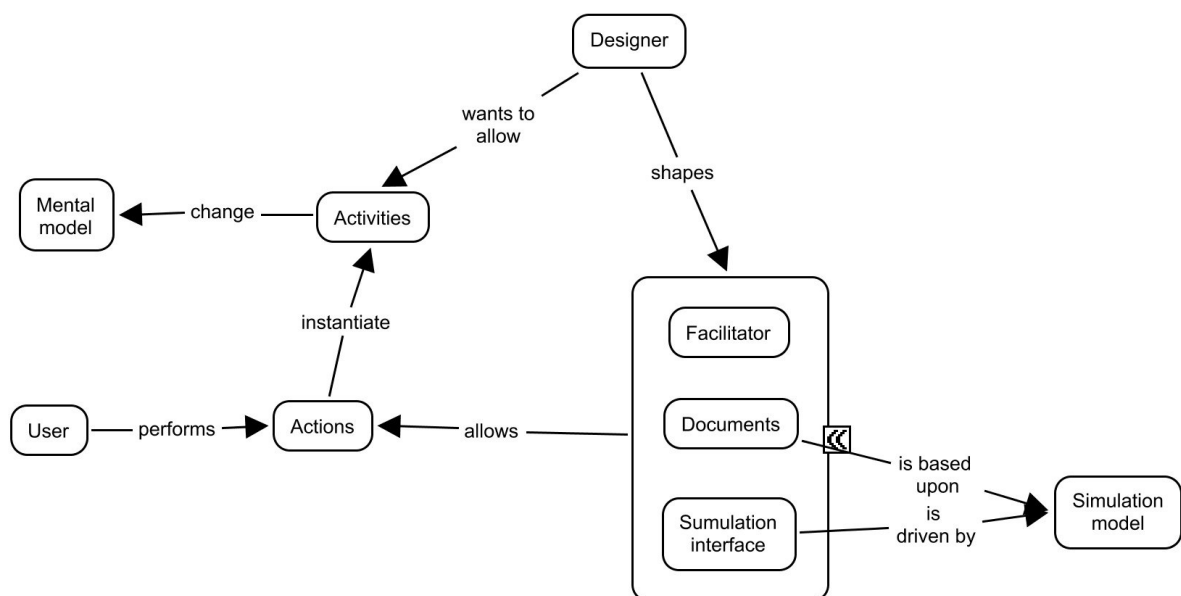 Designer
wants to
allow
shapes
Mental
model
change
Activities
instantiate
Facilitator
User
performs
Actions
allows
Documents
is based
upon
Sumulation
interface
is
driven by
Simulation
model